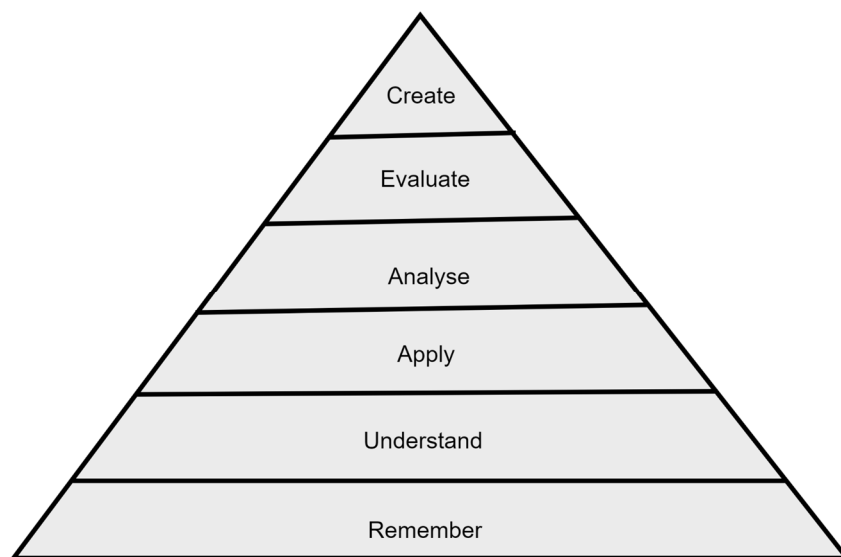 Create
Evaluate
Analyse
Apply
Understand
Remember